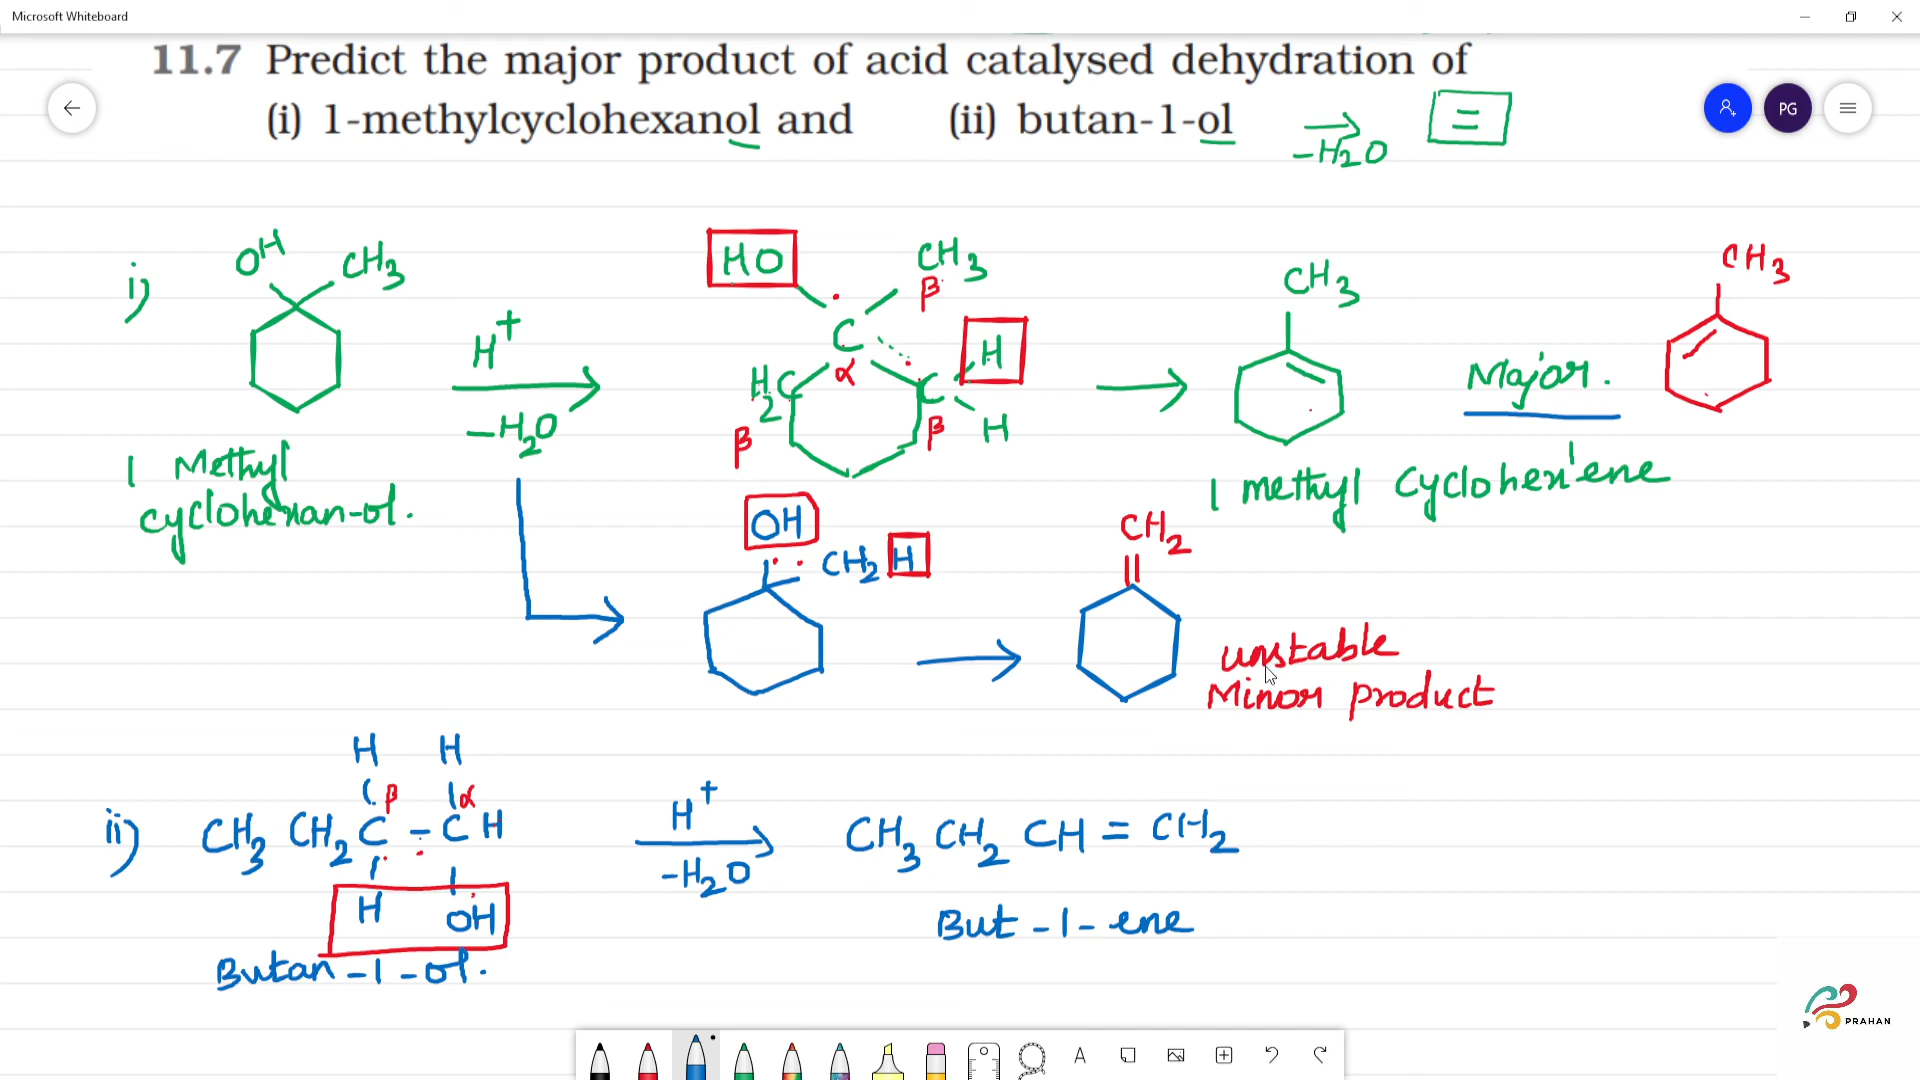 Microsoft Whiteboard
11.7 Predict the major product of acid catalysed dehydration of
(i) 1-methylcyclohexanol and (ii) butan-1-ol
→ -H2O =
PG
i)
OH CH3
H+
-H2O
1 Methyl
cyclohexan-ol.
HO CH3
β
C H
α
H2C C
β β H
CH3
Major.
CH3
1 methyl cyclohex1ene
OH
CH2 H
CH2
unstable
Minor product
ii)
H H
β α
CH3 CH2 C - C H
H OH
Butan-1-ol.
H+
-H2O
CH3 CH2 CH = CH2
But-1-ene
PRAHAN
A